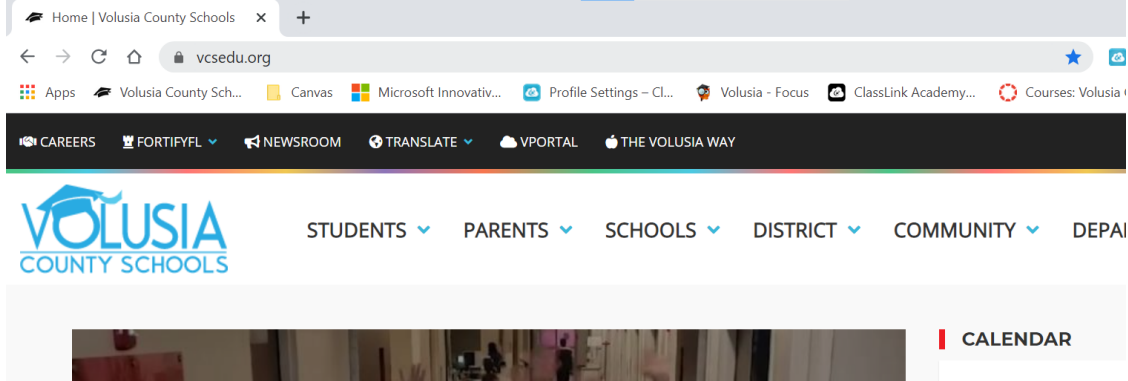 Home | Volusia County Schools
vcsedu.org
Apps Volusia County Sch... Canvas Microsoft Innovativ... Profile Settings – Cl... Volusia - Focus ClassLink Academy... Courses: Volusia
CAREERS FORTIFYFL NEWSROOM TRANSLATE VPORTAL THE VOLUSIA WAY
VOLUSIA
COUNTY SCHOOLS
STUDENTS PARENTS SCHOOLS DISTRICT COMMUNITY DEPA
CALENDAR